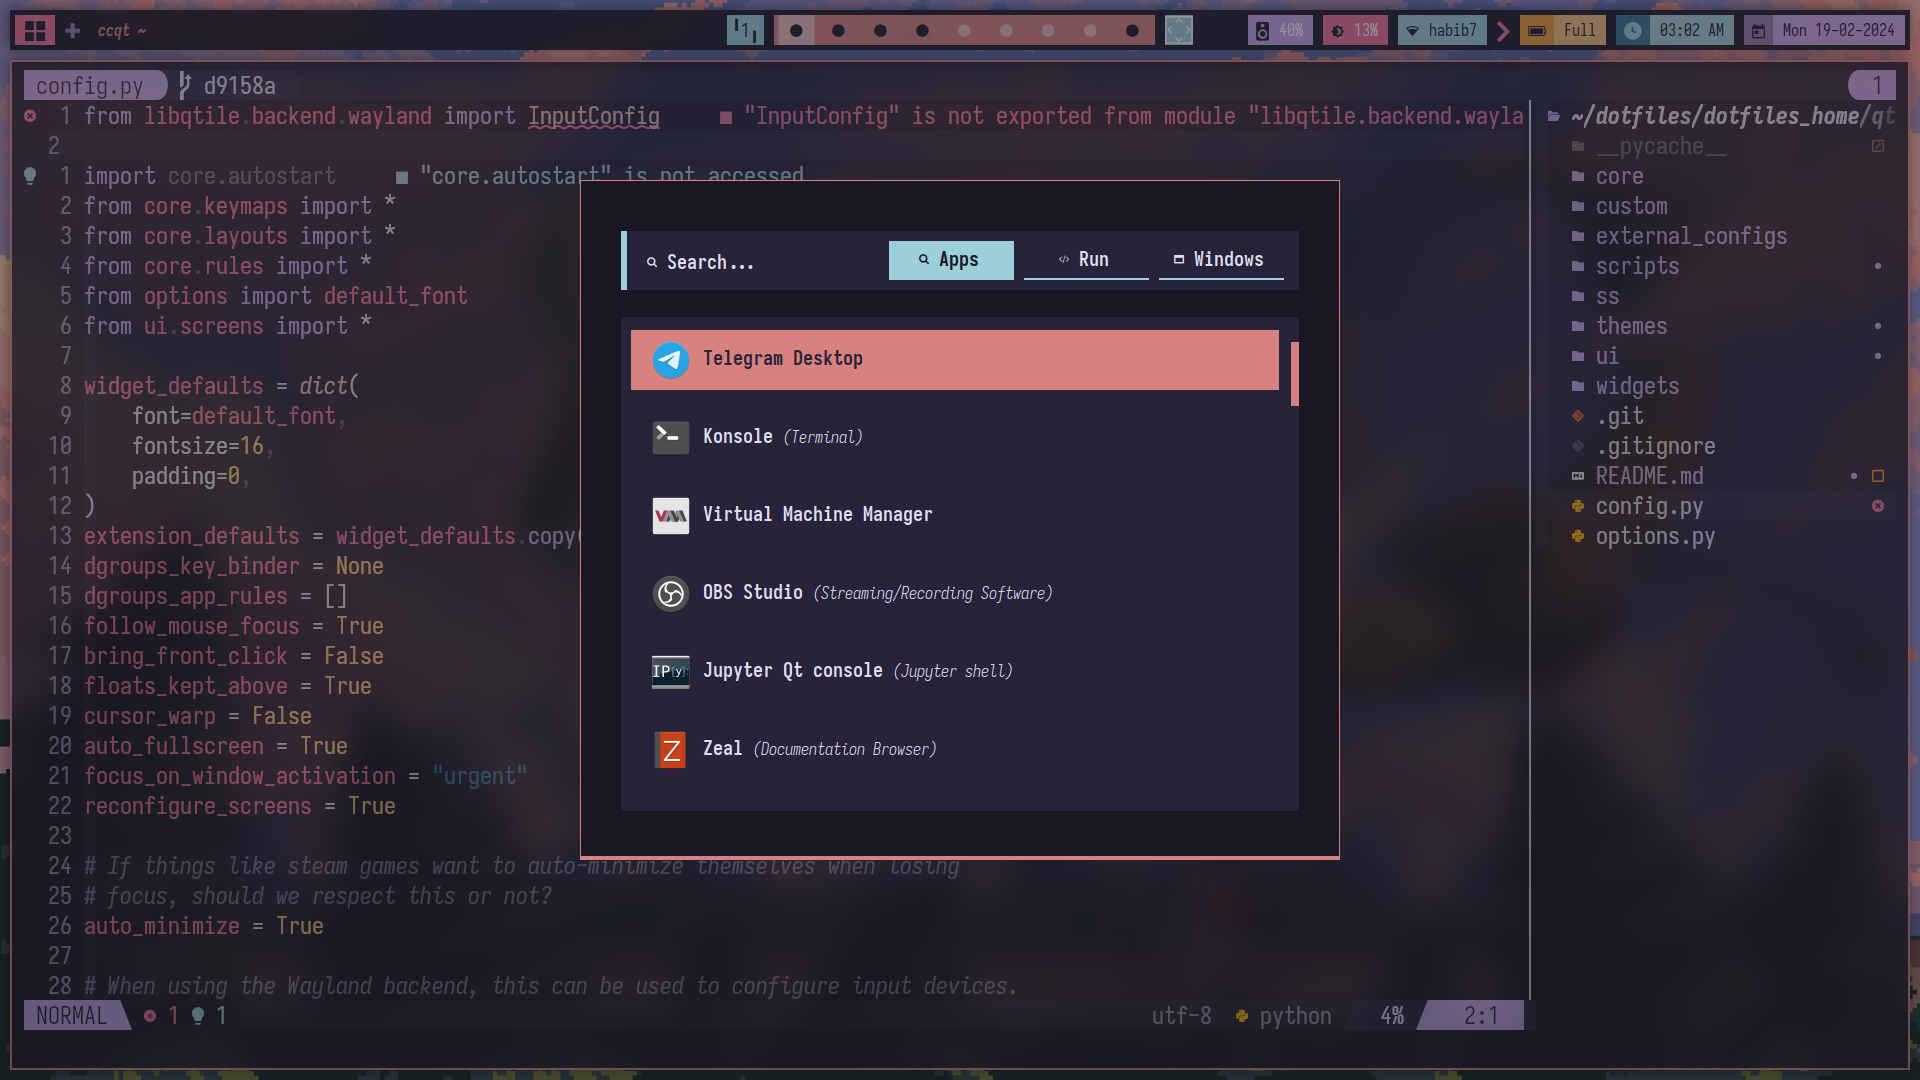 ccqt ~
1
40%
13%
habib7
Full
03:02 AM
Mon 19-02-2024
config.py d9158a
1
1 from libqtile.backend.wayland import InputConfig ■ "InputConfig" is not exported from module "libqtile.backend.wayla
2
1 import core.autostart ■ "core.autostart" is not accessed
2 from core.keymaps import *
3 from core.layouts import *
4 from core.rules import *
5 from options import default_font
6 from ui.screens import *
7
8 widget_defaults = dict(
9 font=default_font,
10 fontsize=16,
11 padding=0,
12 )
13 extension_defaults = widget_defaults.copy(
14 dgroups_key_binder = None
15 dgroups_app_rules = []
16 follow_mouse_focus = True
17 bring_front_click = False
18 floats_kept_above = True
19 cursor_warp = False
20 auto_fullscreen = True
21 focus_on_window_activation = "urgent"
22 reconfigure_screens = True
23
24 # If things like steam games want to auto-minimize themselves when losing
25 # focus, should we respect this or not?
26 auto_minimize = True
27
28 # When using the Wayland backend, this can be used to configure input devices.
NORMAL 1 1 utf-8 python 4% 2:1
~/dotfiles/dotfiles_home/qt
__pycache__
core
custom
external_configs
scripts
ss
themes
ui
widgets
.git
.gitignore
README.md
config.py
options.py
Search...
Apps
Run
Windows
Telegram Desktop
Konsole (Terminal)
Virtual Machine Manager
OBS Studio (Streaming/Recording Software)
IP[y]:
Jupyter Qt console (Jupyter shell)
Z
Zeal (Documentation Browser)